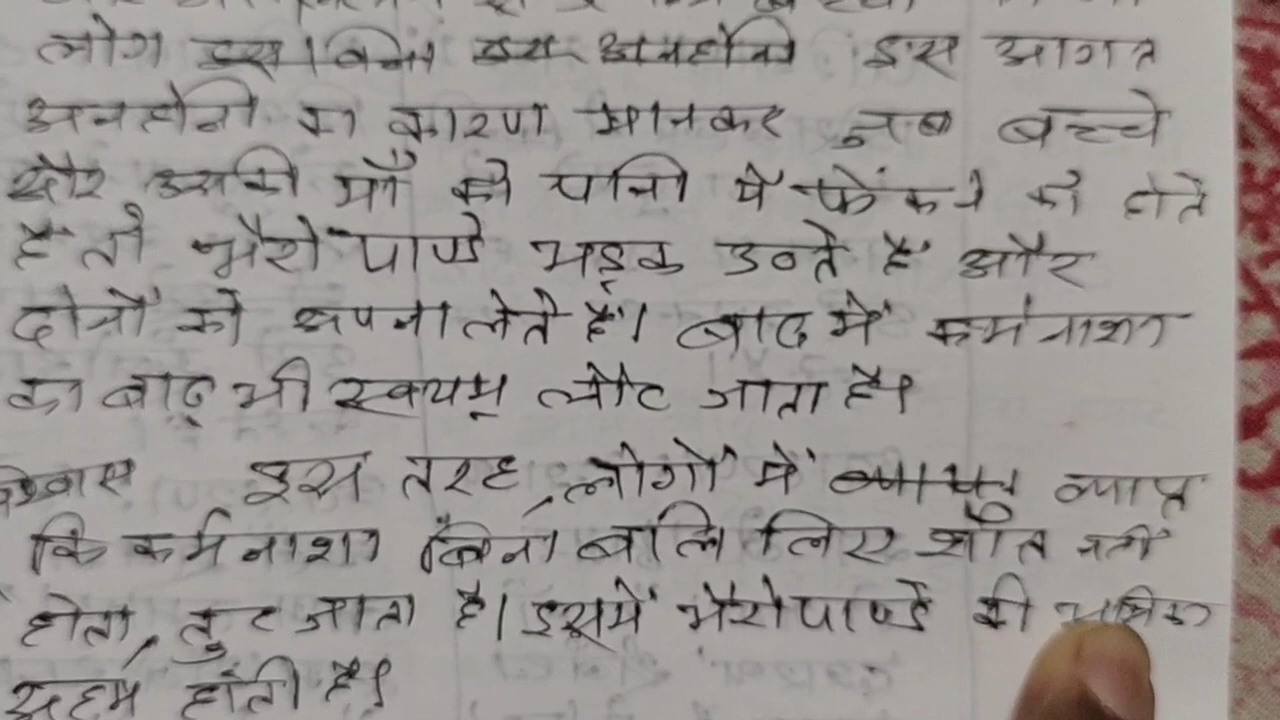 लोग इस आगत
अनहोनी का कारण मानकर जब बच्चे
और उसकी माँ को पानी में फेंकने को होते
हैं तो भैरो पाण्डे भड़क उठते हैं और
दोनों को अपना लेते हैं। बाद में कर्मनाशा
का बाढ़ भी स्वयम् लौट जाता है।
इस तरह, लोगों में व्याप्त
कि कर्मनाशा बिना बलि लिए शांत नहीं
होता, टुट जाता है। इसमें भैरो पाण्डे की
अहम होती है।